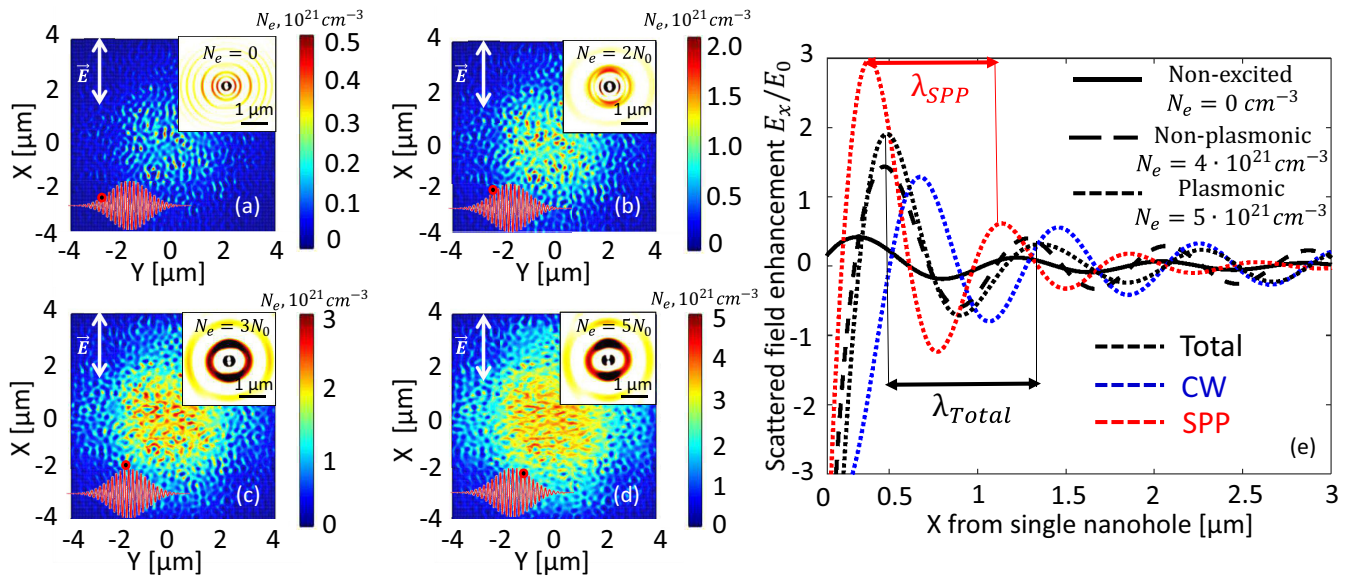 N_e, 10^21 cm^-3
4
2
0
-2
-4
X [µm]
E
N_e = 0
1 µm
(a)
-4 -2 0 2 4
Y [µm]
0.5
0.4
0.3
0.2
0.1
0
N_e, 10^21 cm^-3
4
2
0
-2
-4
X [µm]
E
N_e = 2N_0
1 µm
(b)
-4 -2 0 2 4
Y [µm]
2.0
1.5
1.0
0.5
0.0
N_e, 10^21 cm^-3
4
2
0
-2
4
X [µm]
E
N_e = 3N_0
1 µm
(c)
-4 -2 0 2 4
Y [µm]
3
2
1
0
N_e, 10^21 cm^-3
4
2
0
-2
4
X [µm]
E
N_e = 5N_0
1 µm
(d)
-4 -2 0 2 4
Y [µm]
5
4
3
2
1
0
Scattered field enhancement E_x/E_0
3
2
1
0
-1
-2
-3
λ_SPP
λ_Total
Non-excited
N_e = 0 cm^-3
Non-plasmonic
N_e = 4 · 10^21 cm^-3
Plasmonic
N_e = 5 · 10^21 cm^-3
Total
CW
SPP
(e)
0 0.5 1 1.5 2 2.5 3
X from single nanohole [µm]